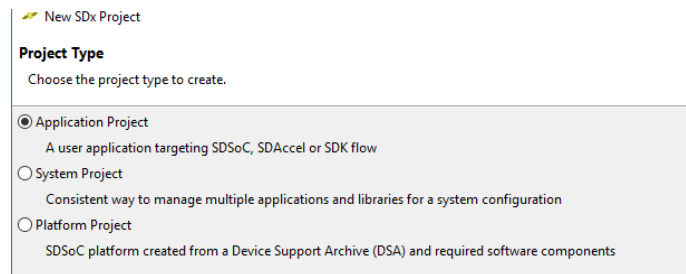 New SDx Project
Project Type
Choose the project type to create.
Application Project
A user application targeting SDSoC, SDAccel or SDK flow
System Project
Consistent way to manage multiple applications and libraries for a system configuration
Platform Project
SDSoC platform created from a Device Support Archive (DSA) and required software components